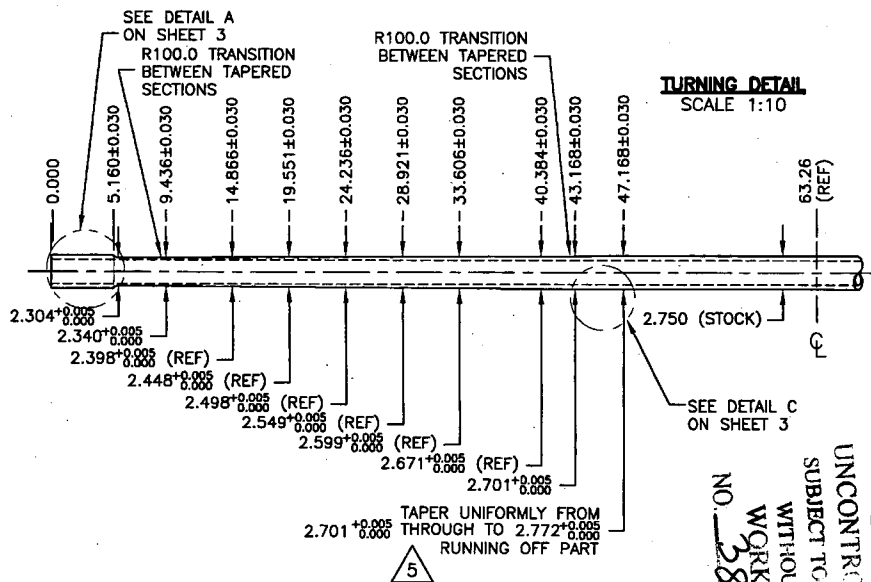 SEE DETAIL A
ON SHEET 3
R100.0 TRANSITION
BETWEEN TAPERED
SECTIONS
R100.0 TRANSITION
BETWEEN TAPERED
SECTIONS
TURNING DETAIL
SCALE 1:10
0.000
5.160±0.030
9.436±0.030
14.866±0.030
19.551±0.030
24.236±0.030
28.921±0.030
33.606±0.030
40.384±0.030
43.168±0.030
47.168±0.030
63.26
(REF)
2.304 +0.005 0.000
2.340 +0.005 0.000
2.398 +0.005 0.000 (REF)
2.448 +0.005 0.000 (REF)
2.498 +0.005 0.000 (REF)
2.549 +0.005 0.000 (REF)
2.599 +0.005 0.000 (REF)
2.671 +0.005 0.000 (REF)
2.701 +0.005 0.000
2.750 (STOCK)
SEE DETAIL C
ON SHEET 3
TAPER UNIFORMLY FROM
2.701 +0.005 0.000 THROUGH TO 2.772 +0.005 0.000
RUNNING OFF PART
5
UNCONTR
SUBJECT TO
WITHOU
WORK
NO. 38